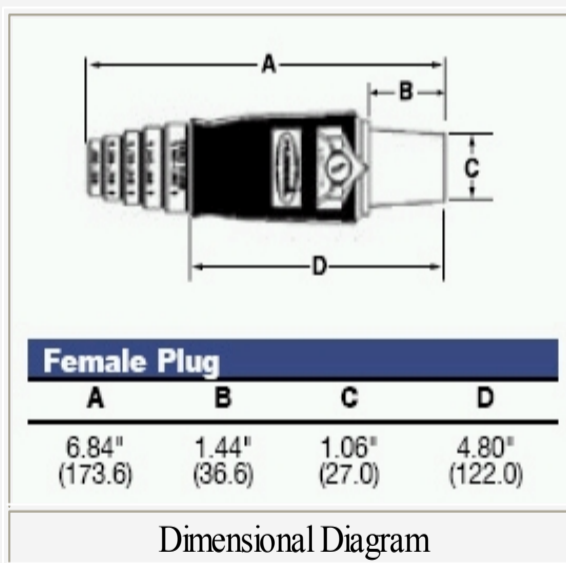 A
B
C
D
Female Plug
A B C D
6.84" 1.44" 1.06" 4.80"
(173.6) (36.6) (27.0) (122.0)
Dimensional Diagram